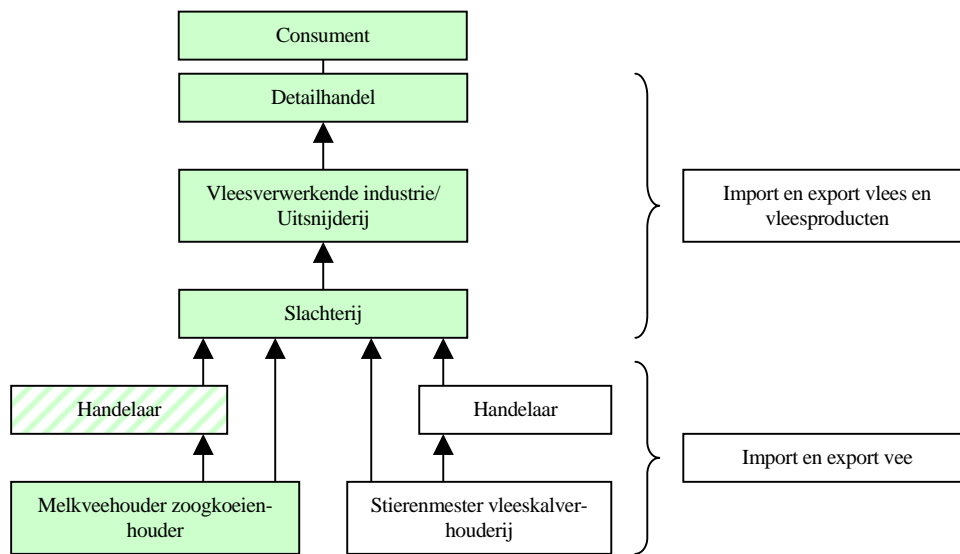 Consument
Detailhandel
Vleesverwerkende industrie/
Uitsnijderij
Import en export vlees en
vleesproducten
Slachterij
Handelaar
Handelaar
Import en export vee
Melkveehouder zoogkoeien-
houder
Stierenmester vleeskalver-
houderij